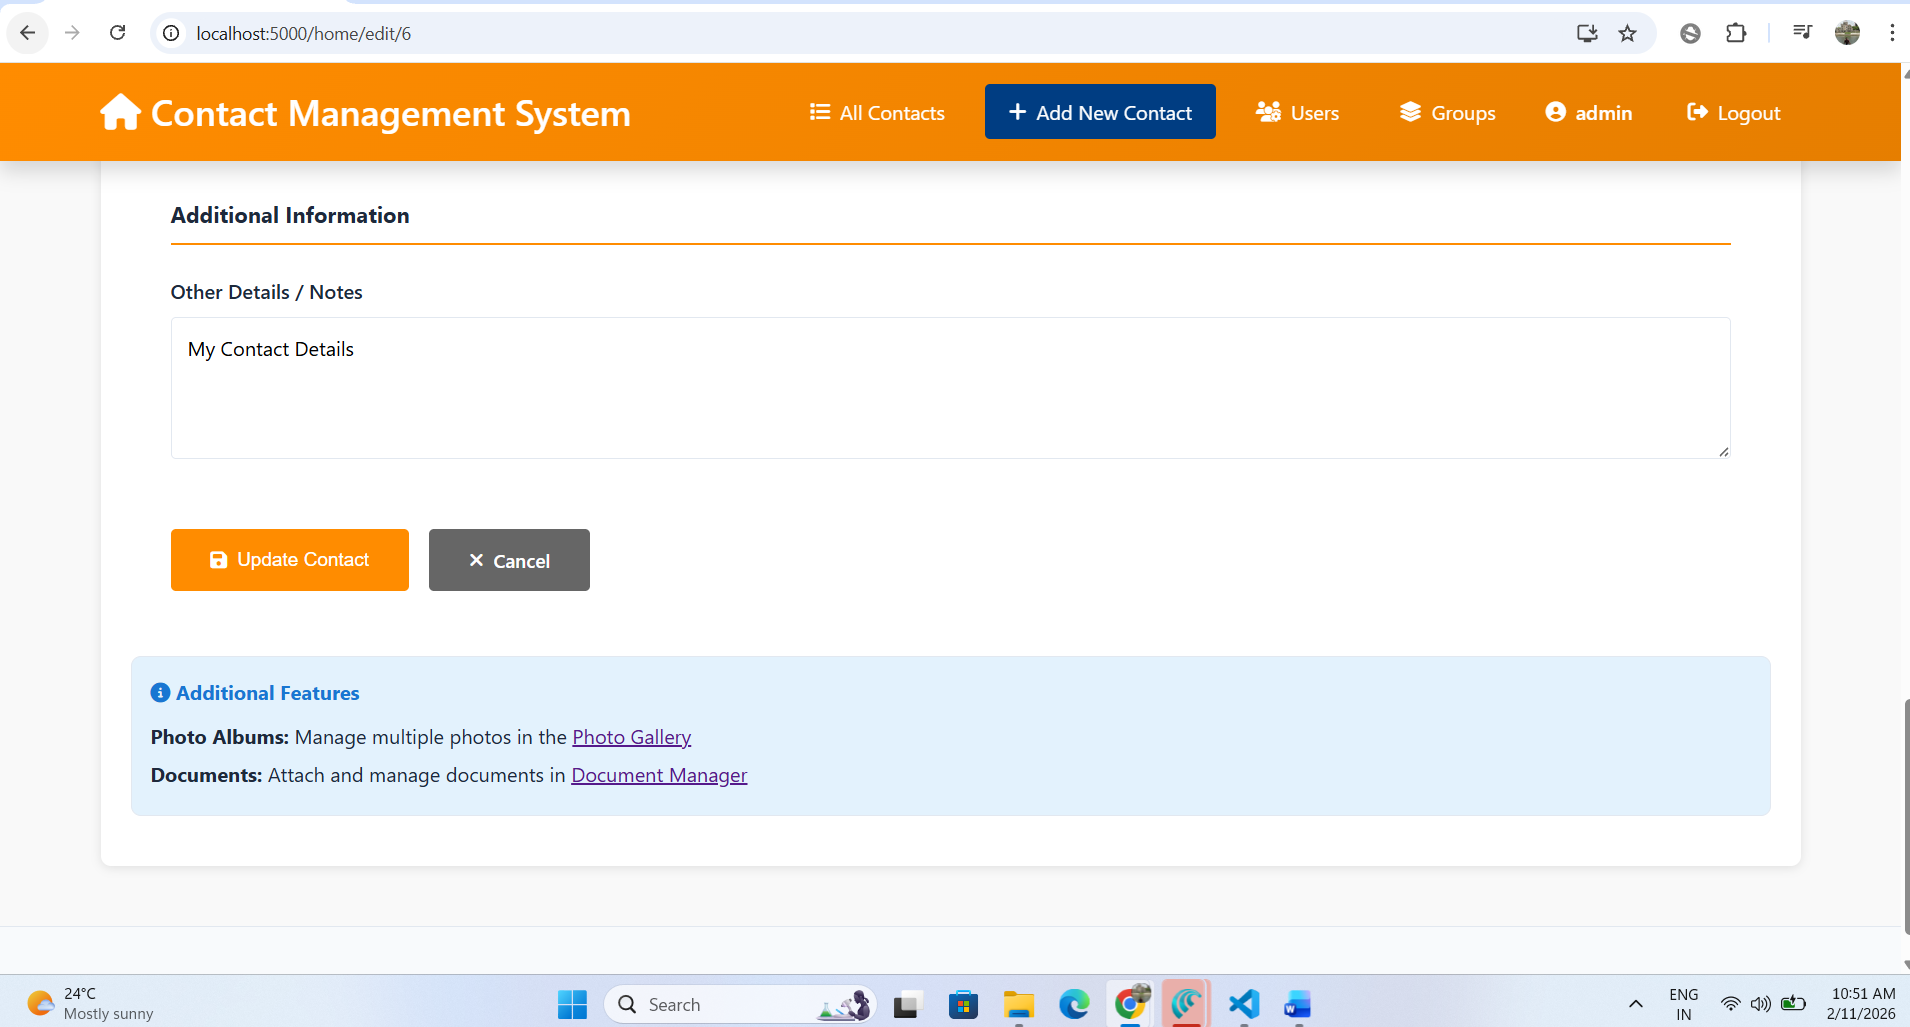 localhost:5000/home/edit/6
Contact Management System
All Contacts
Add New Contact
Users
Groups
admin
Logout
Additional Information
Other Details / Notes
My Contact Details
Update Contact
Cancel
Additional Features
Photo Albums: Manage multiple photos in the Photo Gallery
Documents: Attach and manage documents in Document Manager
24°C
Mostly sunny
Search
ENG
IN
10:51 AM
2/11/2026